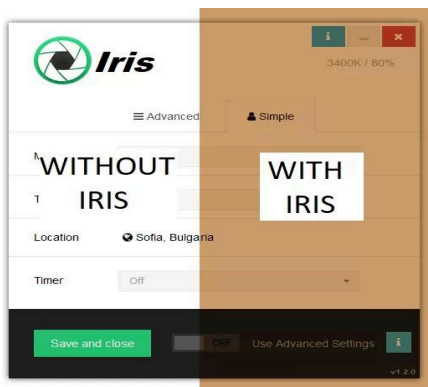 Iris
3400K / 80%
Advanced
Simple
WITHOUT
IRIS
WITH
IRIS
Location
Sofia, Bulgaria
Timer
Off
Save and close
OFF
Use Advanced Settings
i
v1.2.0